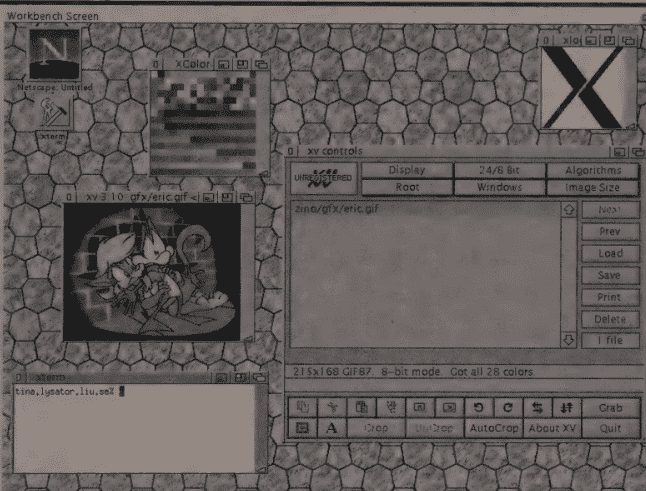 Workbench Screen
N
Netscape: Untitled
Xterm
XColor
xlo
X
xv controls
UNREGISTERED
Display
24/8 Bit
Algorithms
Root
Windows
Image Size
xv 3.10: gfx/eric.gif <
zino/gfx/eric.gif
Next
Prev
Load
Save
Print
Delete
1 file
215x168 GIF87. 8-bit mode. Got all 28 colors.
Grab
A
Crop
UnCrop
AutoCrop
About XV
Quit
xterm
tina.lysator.liu.se%